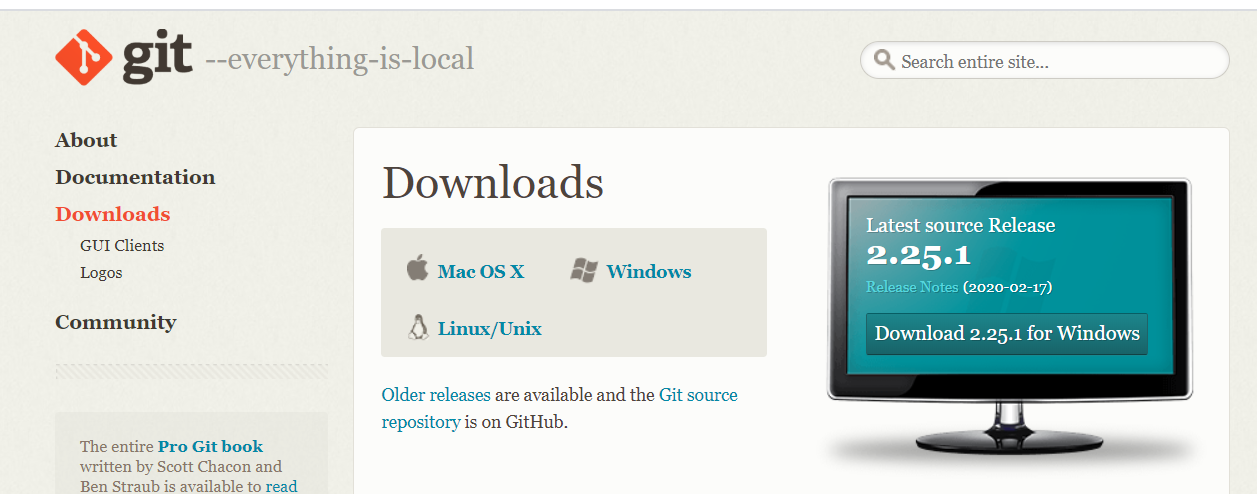 git --everything-is-local
Search entire site...
About
Documentation
Downloads
GUI Clients
Logos
Community
The entire Pro Git book
written by Scott Chacon and
Ben Straub is available to read
Downloads
Mac OS X
Windows
Linux/Unix
Older releases are available and the Git source
repository is on GitHub.
Latest source Release
2.25.1
Release Notes (2020-02-17)
Download 2.25.1 for Windows